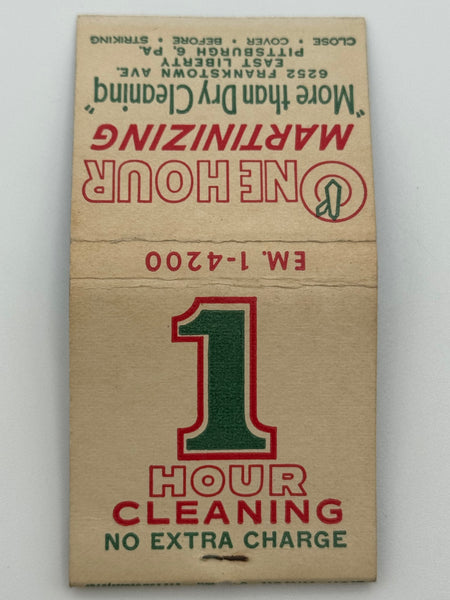 ONE HOUR
MARTINIZING
"More than Dry Cleaning"
6252 FRANKSTOWN AVE.
EAST LIBERTY
PITTSBURGH 6, PA.
CLOSE • COVER • BEFORE • STRIKING
EM. 1-4200
1
HOUR
CLEANING
NO EXTRA CHARGE